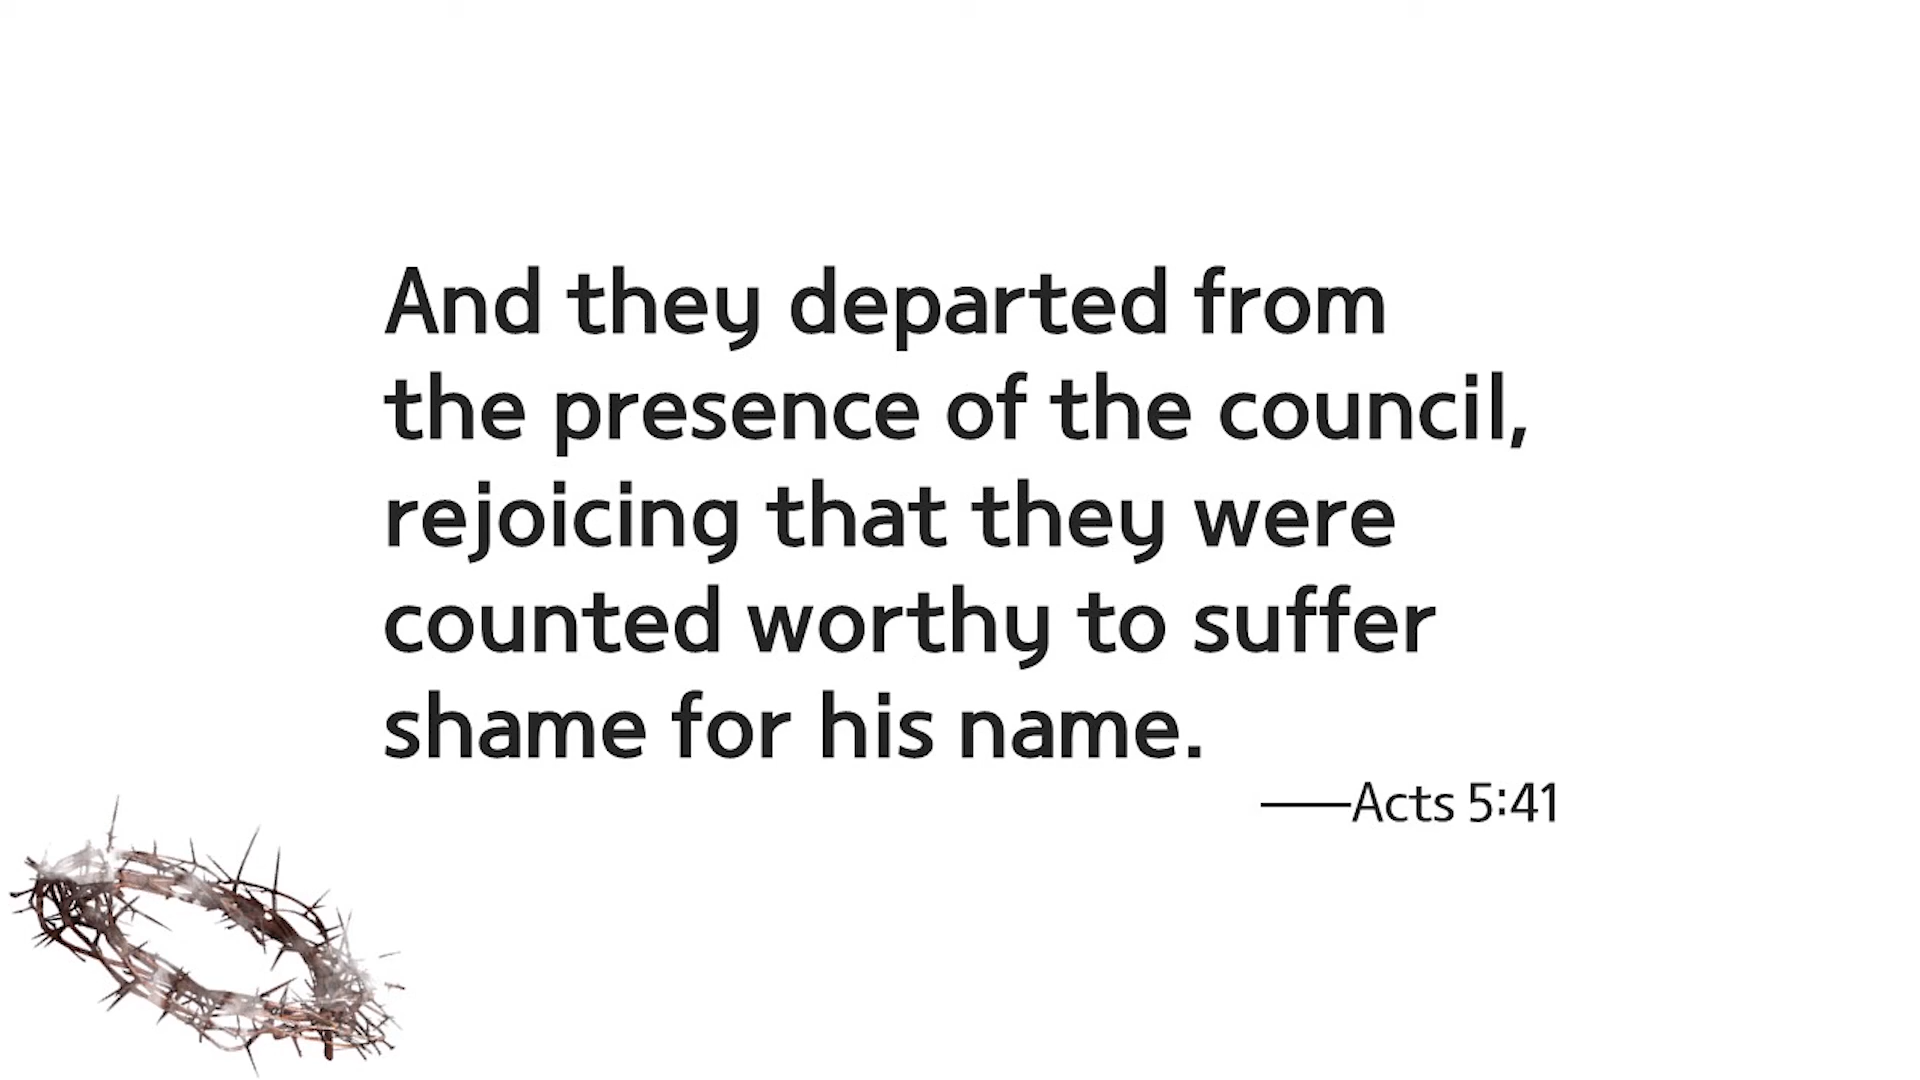 And they departed from
the presence of the council,
rejoicing that they were
counted worthy to suffer
shame for his name.
——Acts 5:41